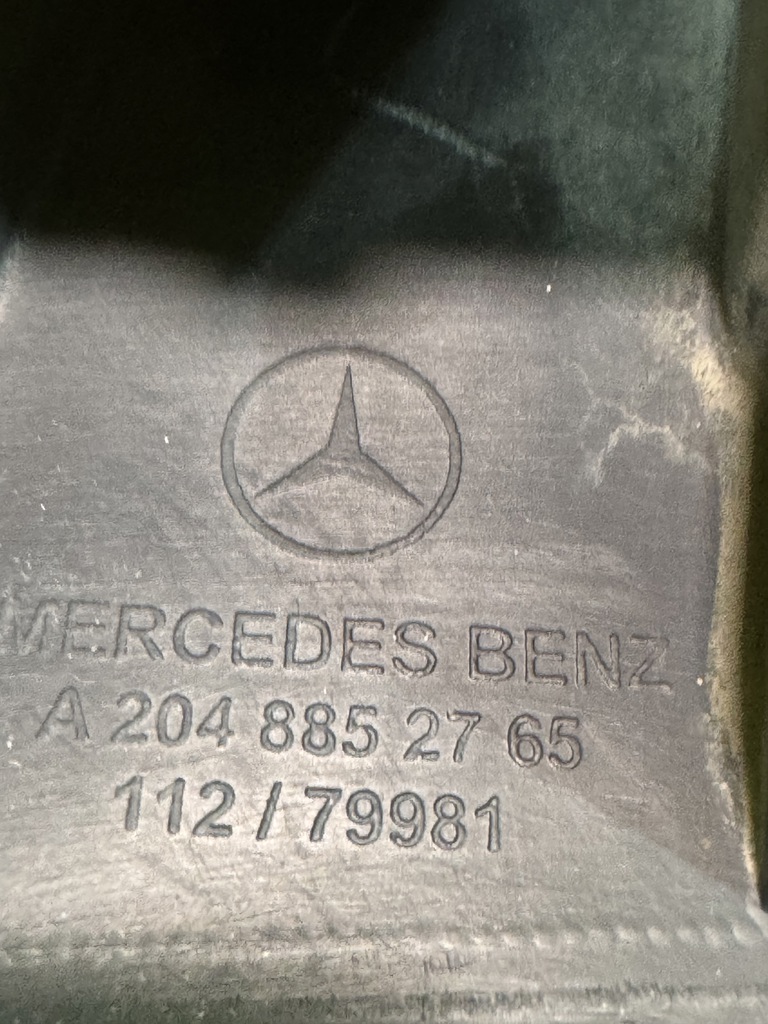 MERCEDES BENZ
A 204 885 27 65
112 / 79981